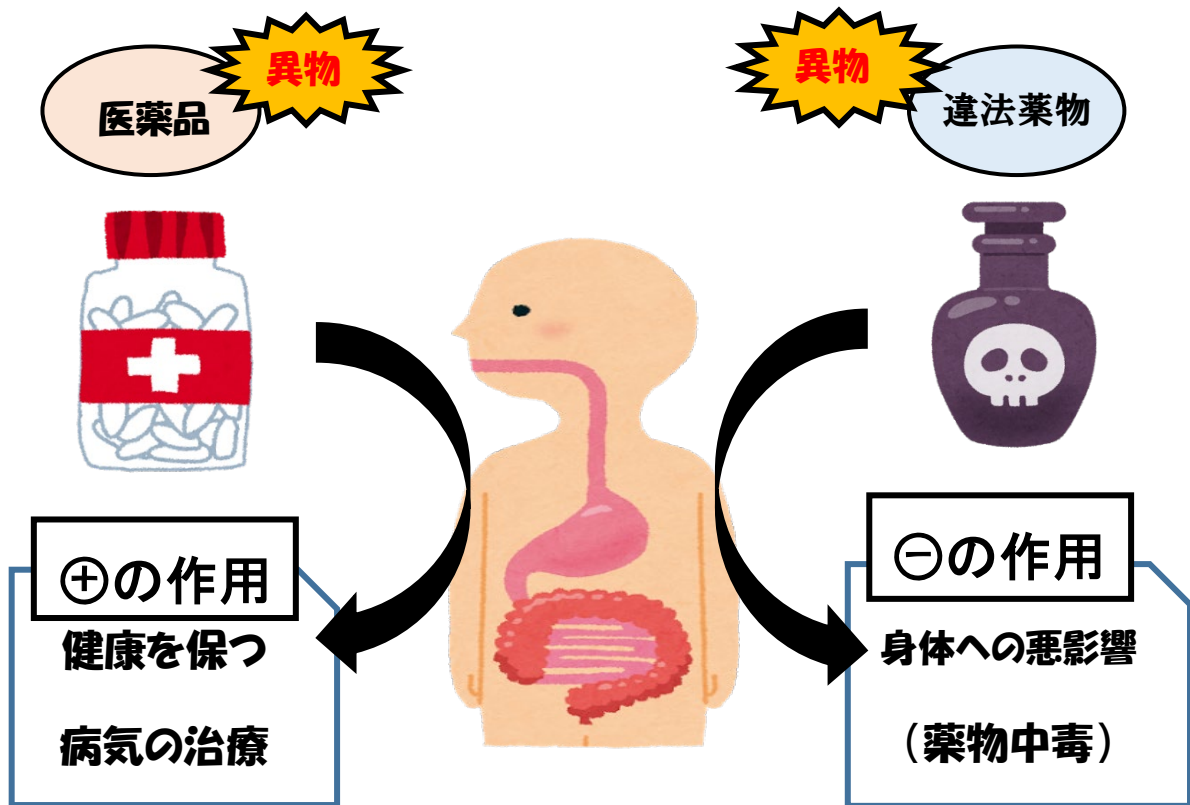 医薬品
異物
異物
違法薬物
⊕の作用
健康を保つ
病気の治療
⊖の作用
身体への悪影響
（薬物中毒）